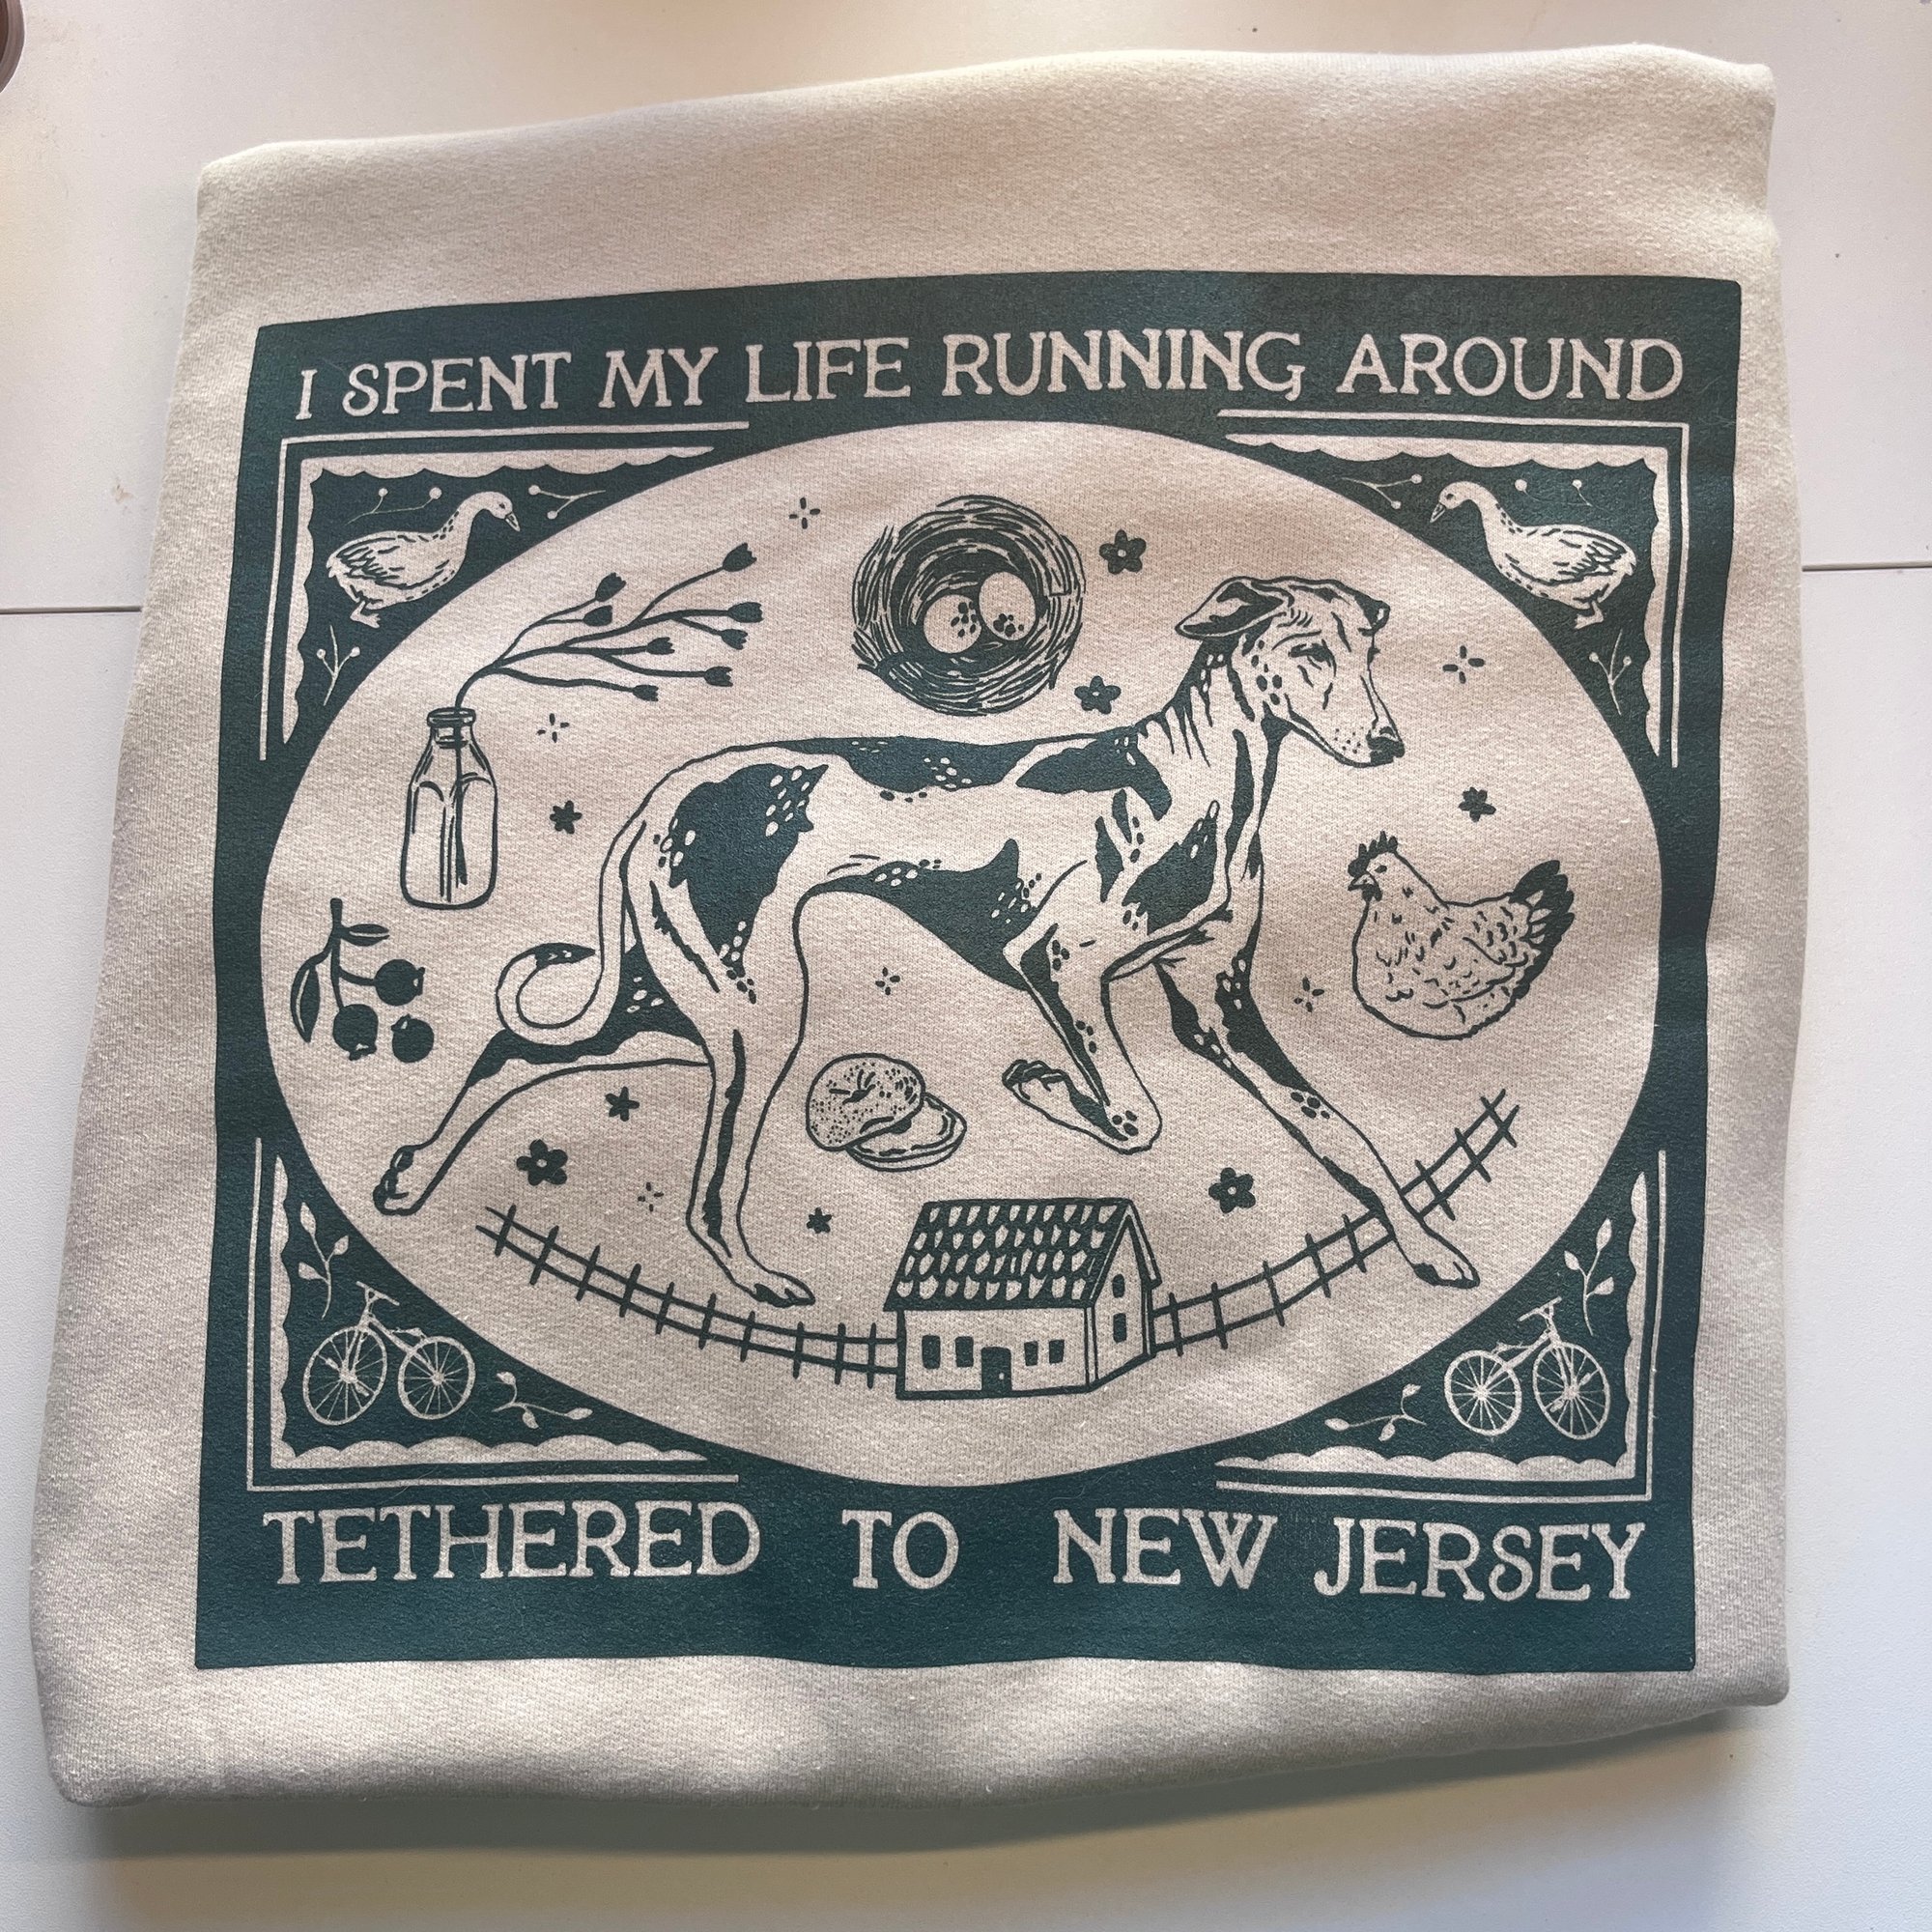 I SPENT MY LIFE RUNNING AROUND
TETHERED TO NEW JERSEY